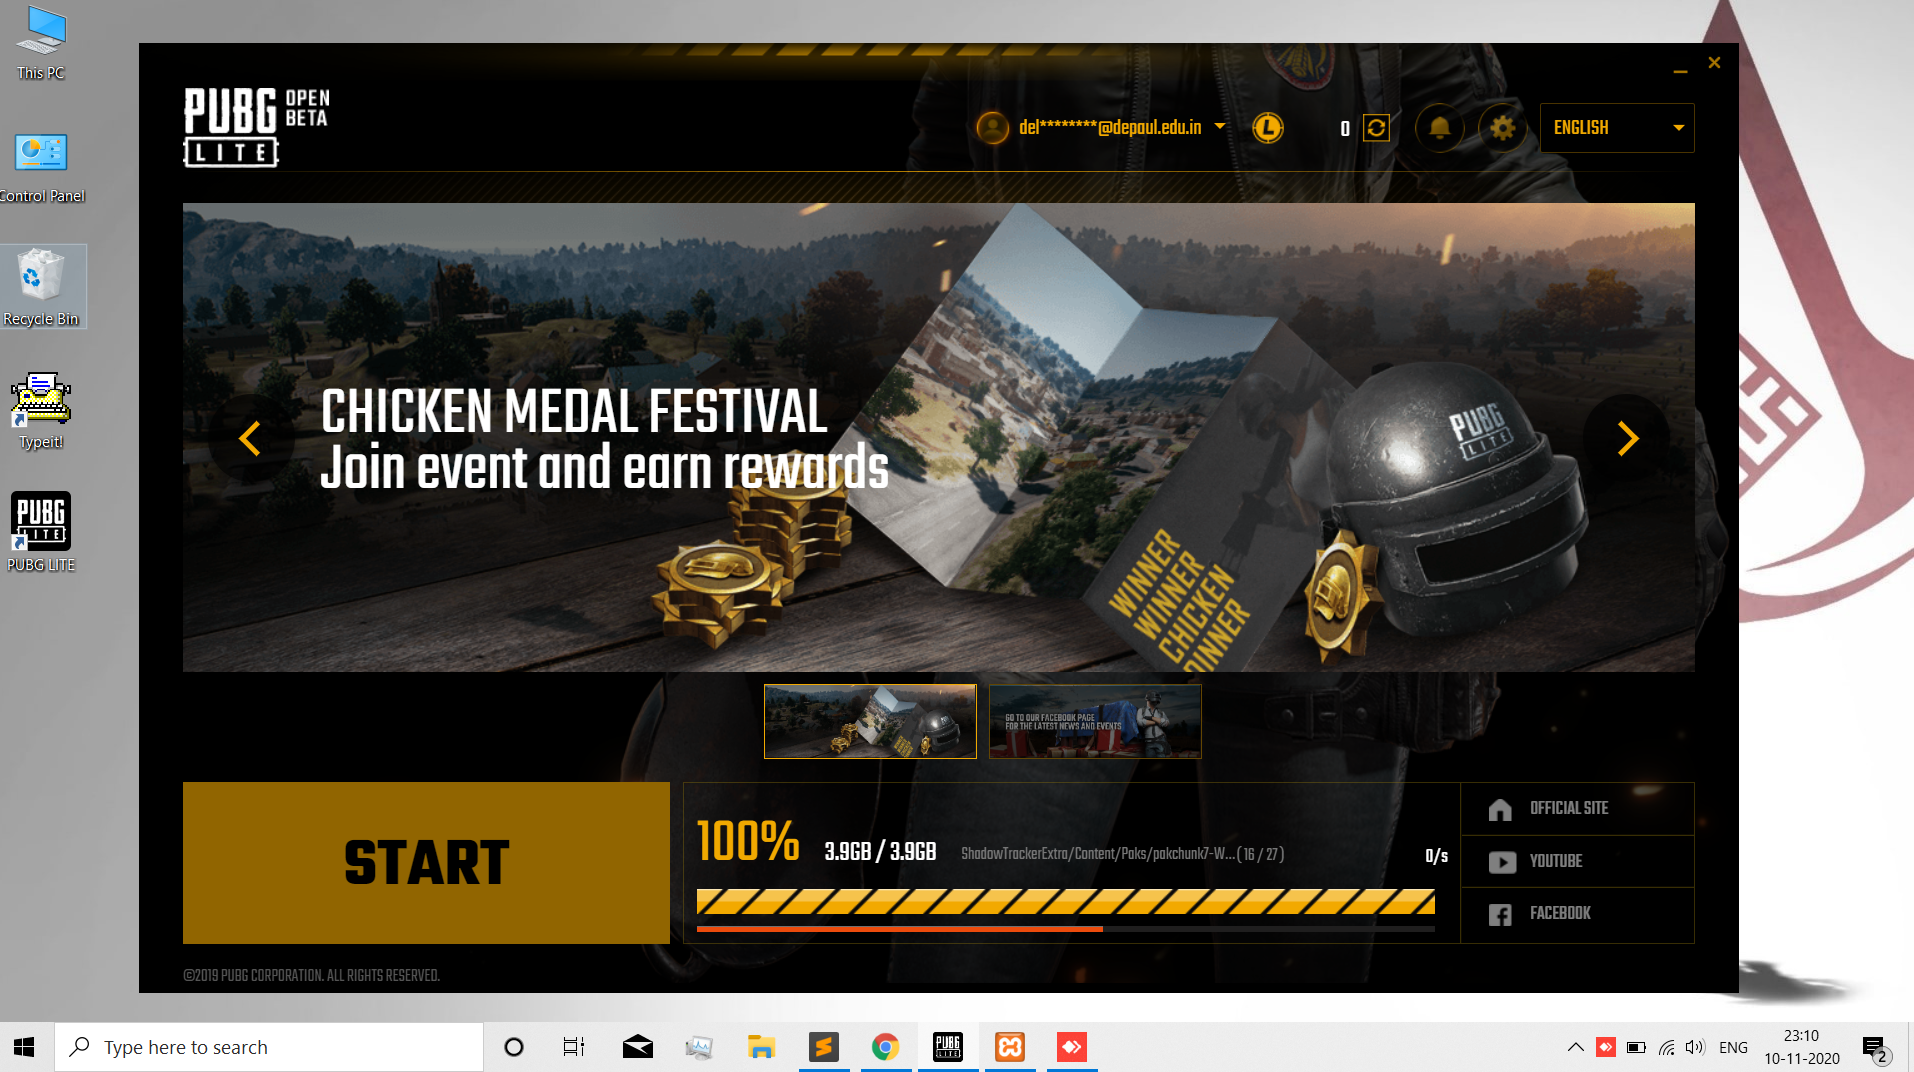 This PC
Control Panel
Recycle Bin
Typeit!
PUBG LITE
PUBG LITE
PUBG
LITE
OPEN
BETA
del********@depaul.edu.in
L
0
ENGLISH
CHICKEN MEDAL FESTIVAL
Join event and earn rewards
WINNER
WINNER
CHICKEN
DINNER
PUBG
LITE
GO TO OUR FACEBOOK PAGE
FOR THE LATEST NEWS AND EVENTS
START
100%
3.9GB / 3.9GB
ShadowTrackerExtra/Content/Paks/pakchunk7-W...( 16 / 27 )
0/s
OFFICIAL SITE
YOUTUBE
FACEBOOK
©2019 PUBG CORPORATION. ALL RIGHTS RESERVED.
Type here to search
PUBG
LITE
ENG
23:10
10-11-2020
2